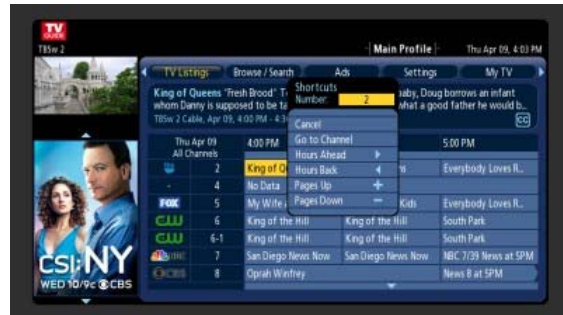 TV
GUIDE
TBSw 2
Main Profile
Thu Apr 09, 4:03 PM
TV Listings
Browse / Search
Ads
Settings
My TV
King of Queens "Fresh Brood" T
baby, Doug borrows an infant
whom Danny is supposed to be ta
what a good father he would b...
TBSw 2 Cable, Apr 09, 4:00 PM - 4:3
CC
Shortcuts
Number: 2
Cancel
Go to Channel
Hours Ahead
Hours Back
Pages Up +
Pages Down -
Thu Apr 09
All Channels
4:00 PM
5:00 PM
2 King of Q Everybody Loves R...
- 4 No Data
FOX 5 My Wife a Kids Everybody Loves R...
CW 6 King of the Hill King of the Hill South Park
CW 6-1 King of the Hill King of the Hill South Park
NBC 7 San Diego News Now San Diego News Now NBC 7/39 News at 5PM
CBS 8 Oprah Winfrey News 8 at 5PM
CSI: NY
WED 10/9c CBS